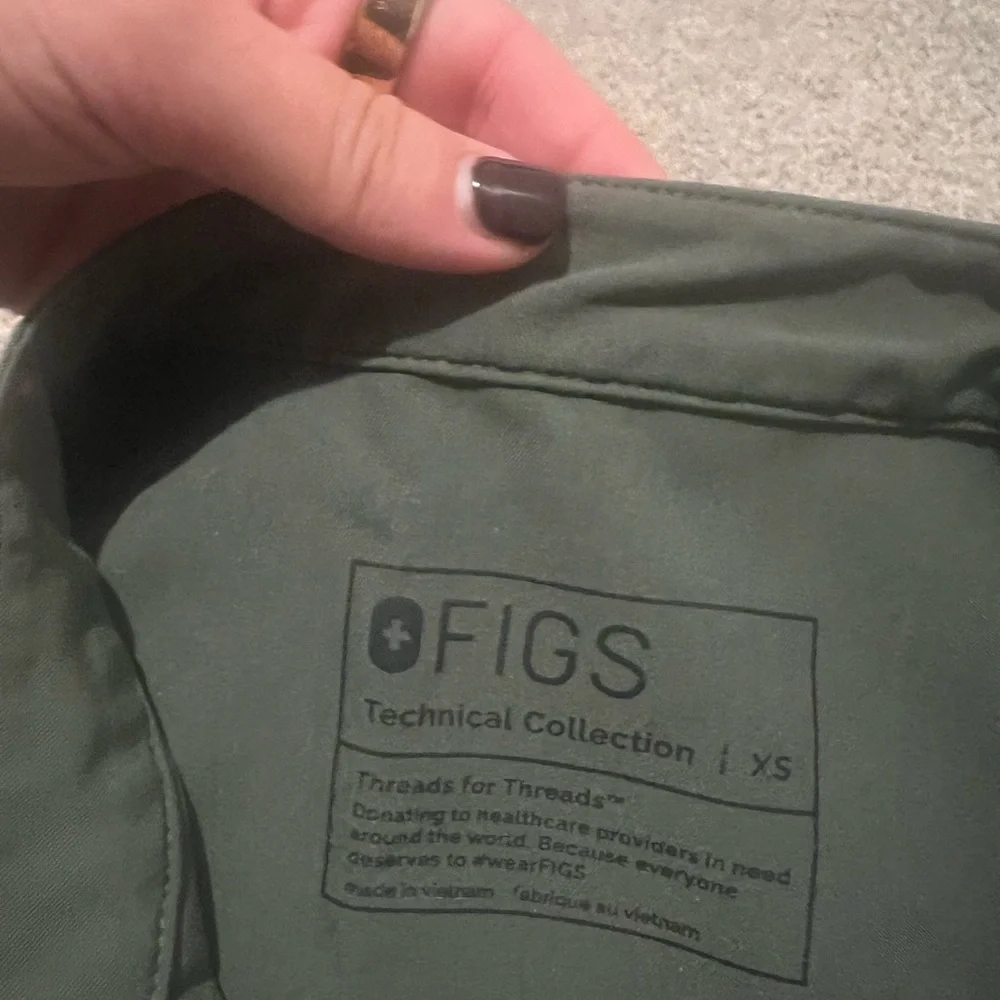 FIGS
Technical Collection | XS
Threads for Threads™
Donating to healthcare providers in need
around the world. Because everyone
deserves to #wearFIGS
made in vietnam fabriqué au vietnam